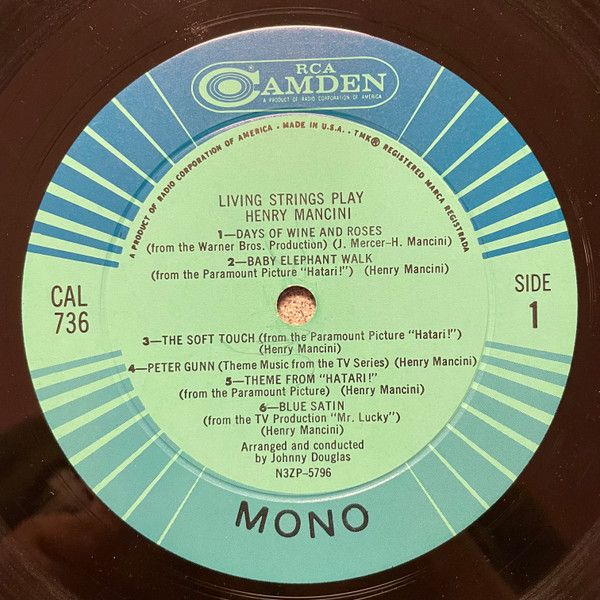 RCA
CAMDEN
A PRODUCT OF RADIO CORPORATION OF AMERICA
A PRODUCT OF RADIO CORPORATION OF AMERICA • MADE IN U.S.A. • TMK® REGISTERED MARCA REGISTRADA
LIVING STRINGS PLAY
HENRY MANCINI
1—DAYS OF WINE AND ROSES
(from the Warner Bros. Production) (J. Mercer-H. Mancini)
2—BABY ELEPHANT WALK
(from the Paramount Picture "Hatari!") (Henry Mancini)
CAL
736
SIDE
1
3—THE SOFT TOUCH (from the Paramount Picture "Hatari!")
(Henry Mancini)
4—PETER GUNN (Theme Music from the TV Series) (Henry Mancini)
5—THEME FROM "HATARI!"
(from the Paramount Picture) (Henry Mancini)
6—BLUE SATIN
(from the TV Production "Mr. Lucky")
(Henry Mancini)
Arranged and conducted
by Johnny Douglas
N3ZP-5796
MONO